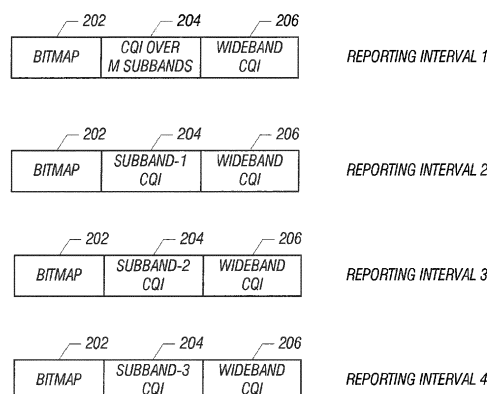 202 204 206
BITMAP CQI OVER M SUBBANDS WIDEBAND CQI REPORTING INTERVAL 1
202 204 206
BITMAP SUBBAND-1 CQI WIDEBAND CQI REPORTING INTERVAL 2
202 204 206
BITMAP SUBBAND-2 CQI WIDEBAND CQI REPORTING INTERVAL 3
202 204 206
BITMAP SUBBAND-3 CQI WIDEBAND CQI REPORTING INTERVAL 4